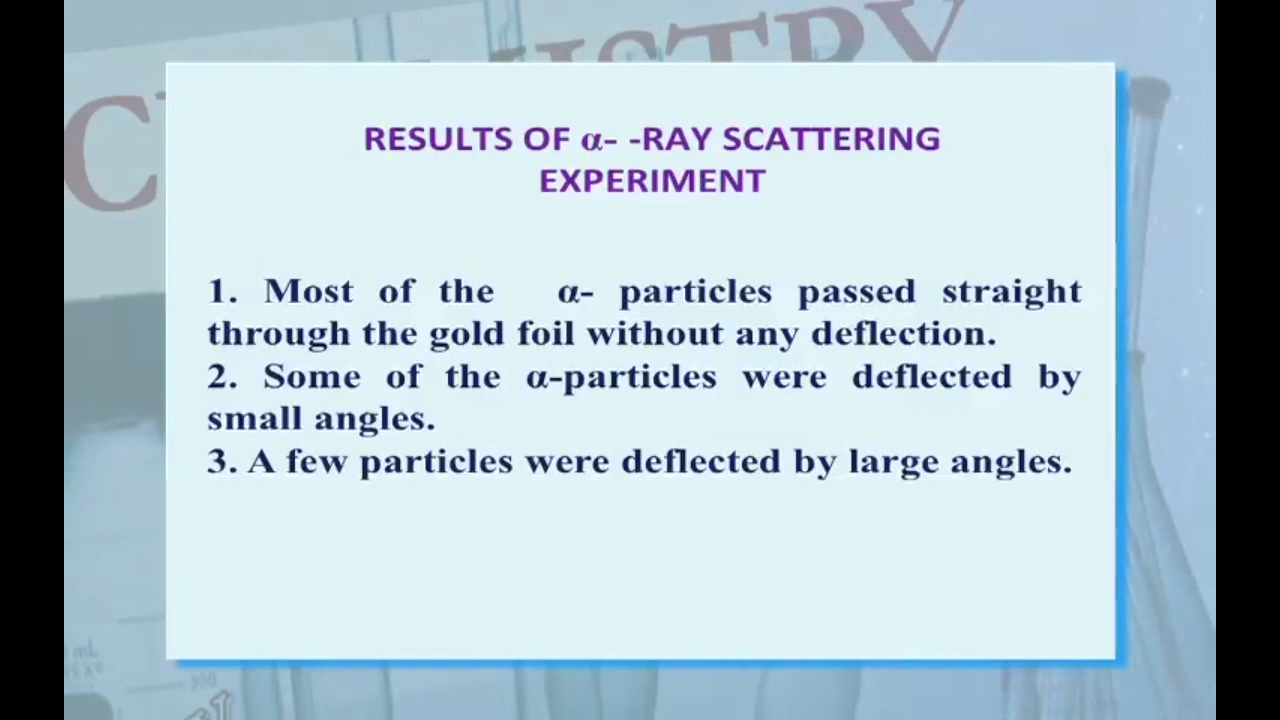 RESULTS OF α- -RAY SCATTERING
EXPERIMENT
1. Most of the α- particles passed straight
through the gold foil without any deflection.
2. Some of the α-particles were deflected by
small angles.
3. A few particles were deflected by large angles.